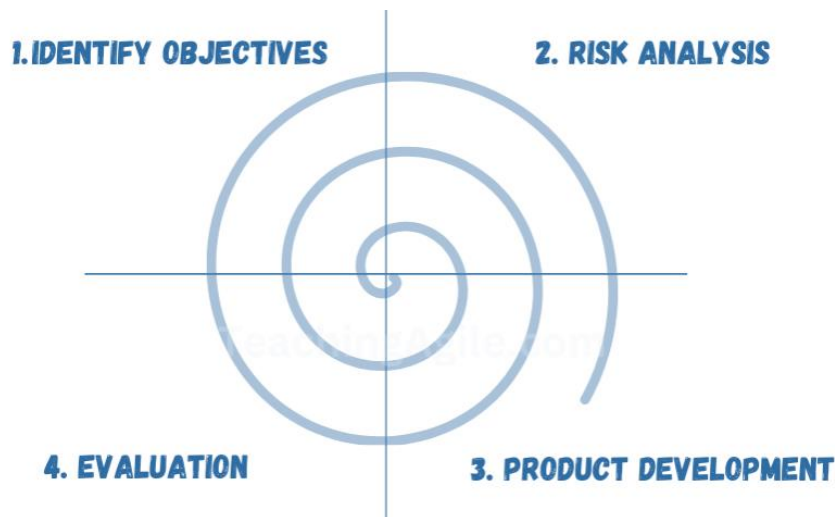 1.IDENTIFY OBJECTIVES
2. RISK ANALYSIS
TeachingAgile.com
4. EVALUATION
3. PRODUCT DEVELOPMENT